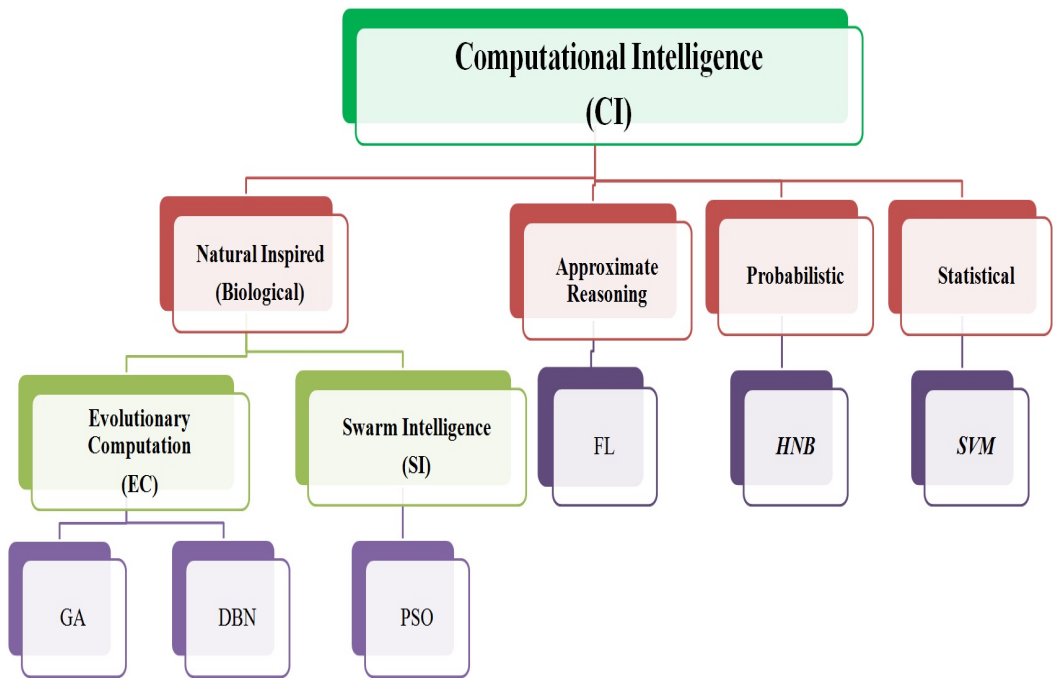 Computational Intelligence
(CI)
Natural Inspired
(Biological)
Approximate
Reasoning
Probabilistic
Statistical
Evolutionary
Computation
(EC)
Swarm Intelligence
(SI)
FL
HNB
SVM
GA
DBN
PSO